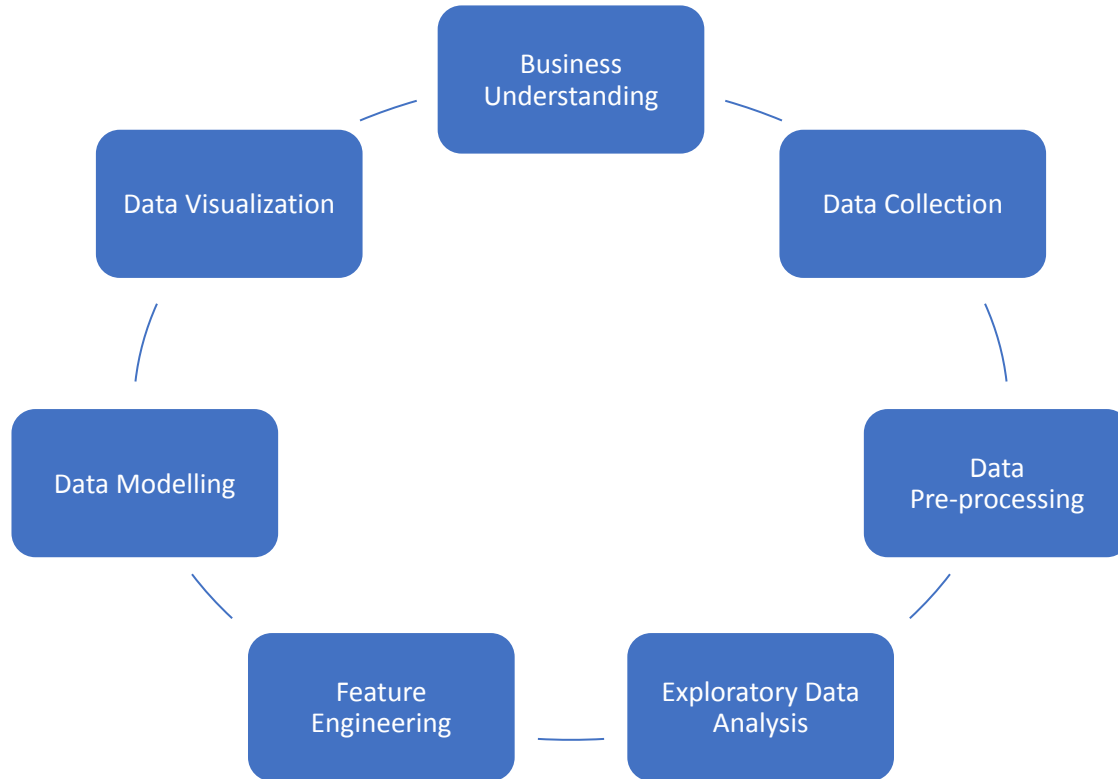 Business
Understanding
Data Collection
Data
Pre-processing
Exploratory Data
Analysis
Feature
Engineering
Data Modelling
Data Visualization